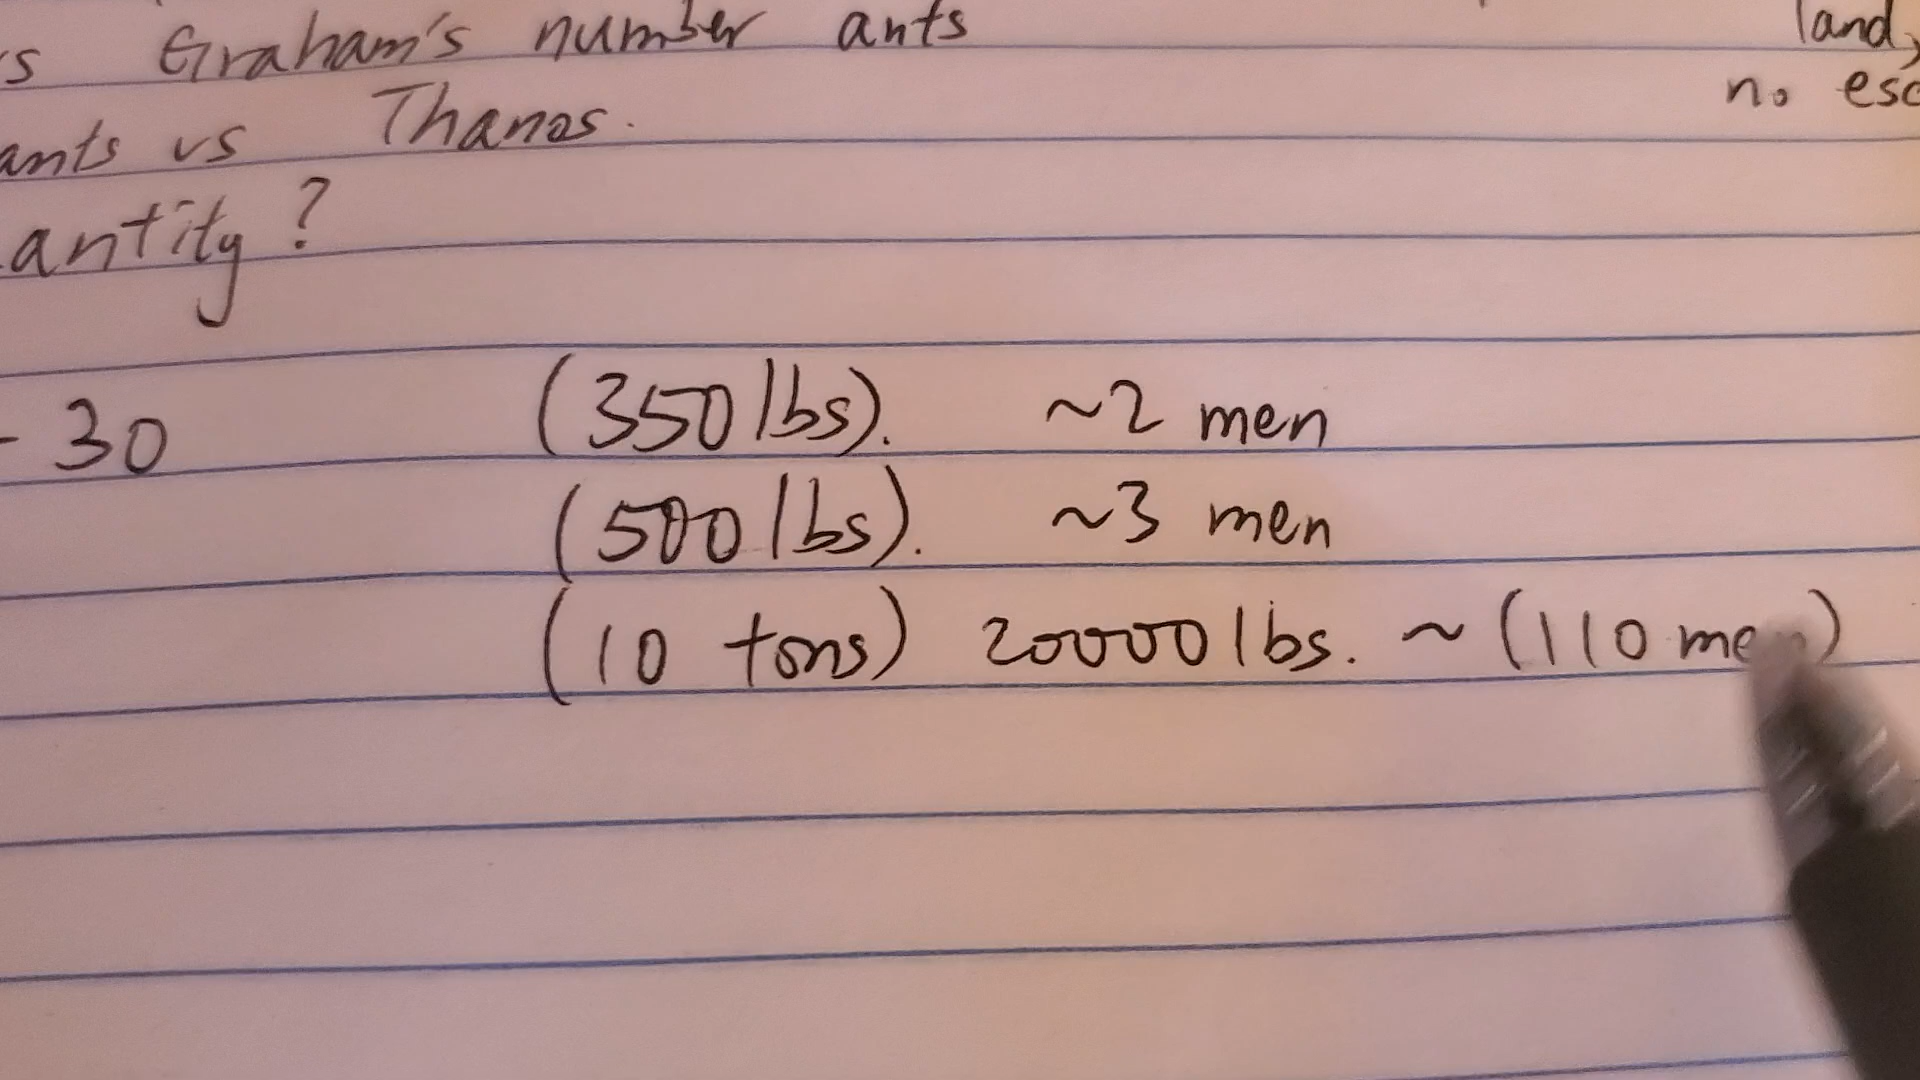 s Graham's number ants
land,
no esc
ants vs Thanos.
antity?
- 30 (350 lbs). ~2 men
(500 lbs). ~3 men
(10 tons) 20000 lbs. ~ (110 men)